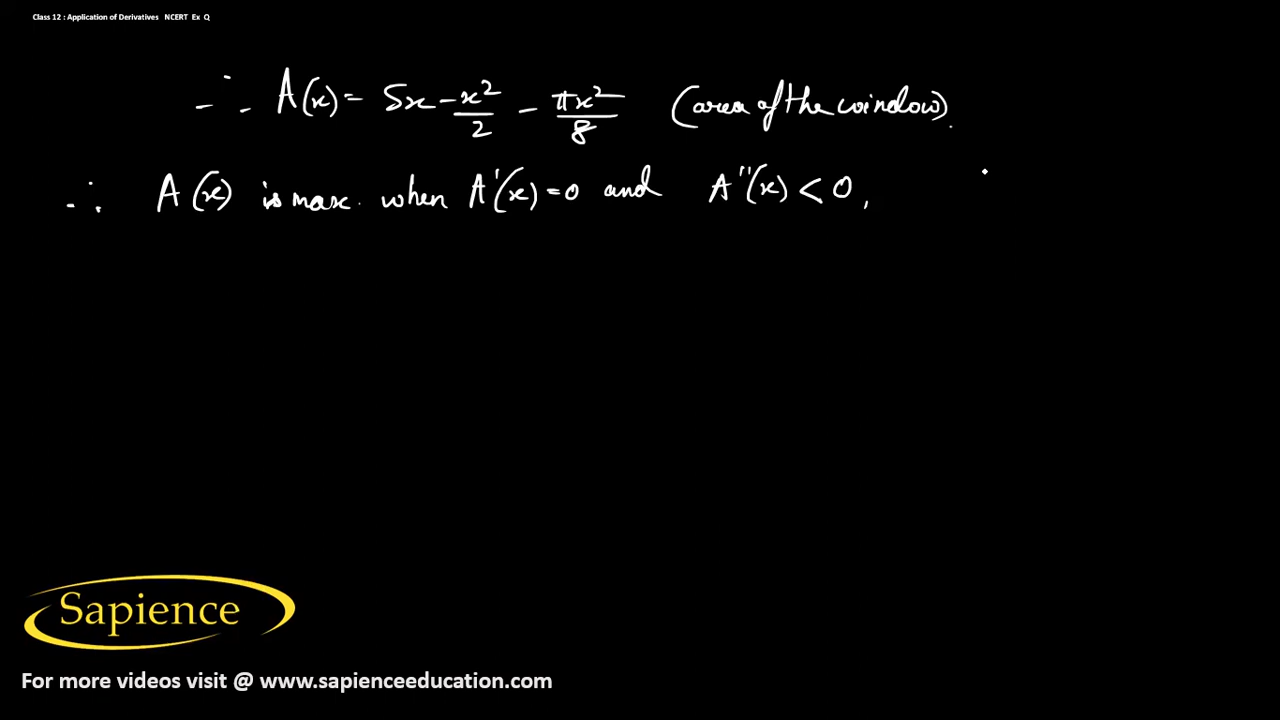 Class 12 : Application of Derivatives NCERT Ex Q
∴ A(x) = 5x - x²/2 - πx²/8 (area of the window).
∴ A(x) is max. when A'(x) = 0 and A''(x) < 0,
Sapience
For more videos visit @ www.sapienceeducation.com